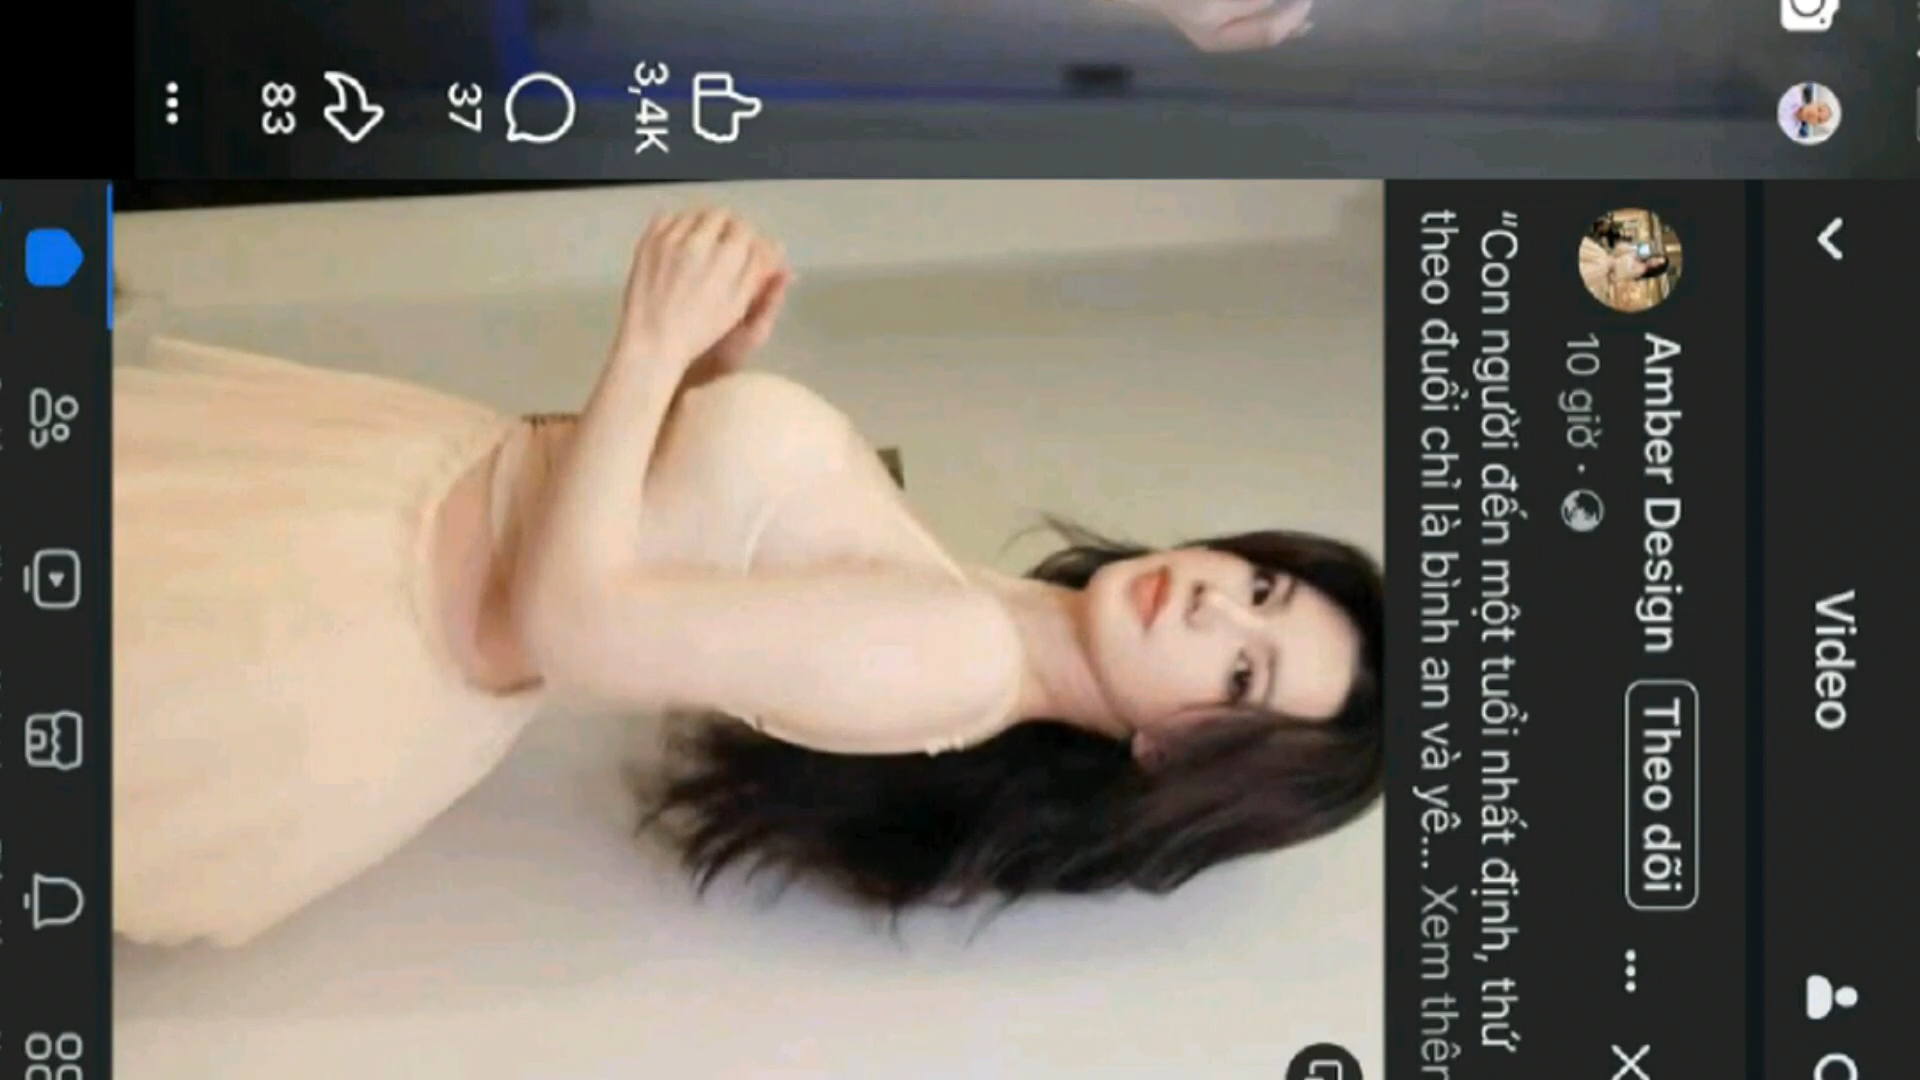 3,4K
37
83
Video
Amber Design
Theo dõi
10 giờ ·
“Con người đến một tuổi nhất định, thứ
theo đuổi chỉ là bình an và yê... Xem thêm